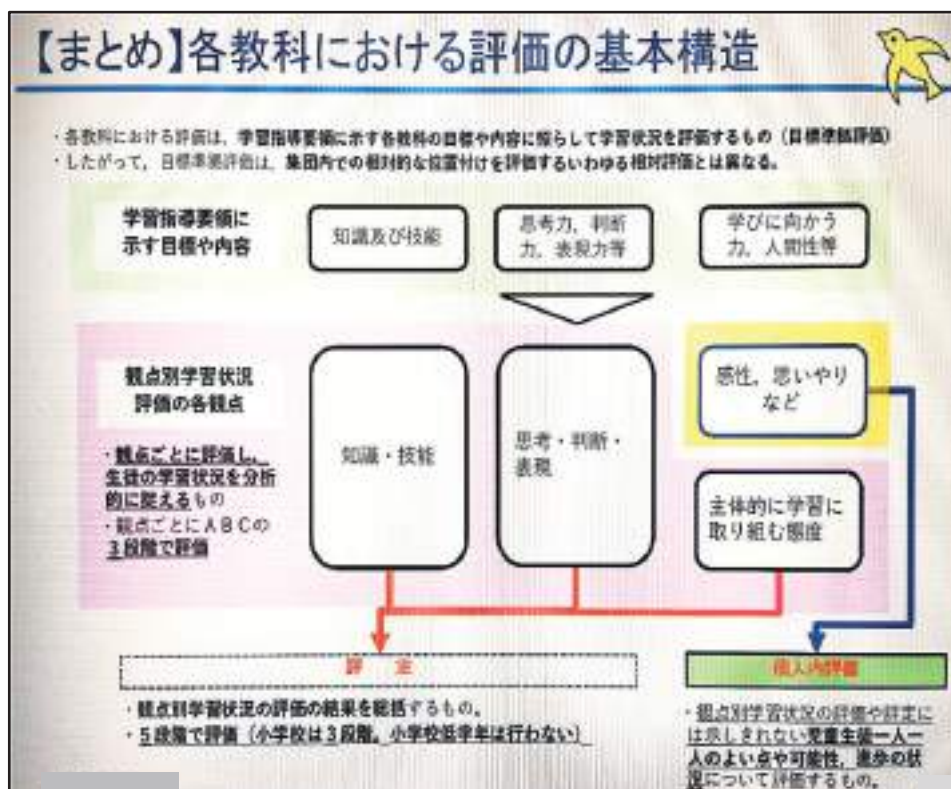 【まとめ】各教科における評価の基本構造
・各教科における評価は、学習指導要領に示す各教科の目標や内容に照らして学習状況を評価するもの（目標準拠評価）
・したがって、目標準拠評価は、集団内での相対的な位置付けを評価するいわゆる相対評価とは異なる。
学習指導要領に
示す目標や内容
知識及び技能
思考力，判断
力，表現力等
学びに向かう
力，人間性等
観点別学習状況
評価の各観点
・観点ごとに評価し、
生徒の学習状況を分析
的に捉えるもの
・観点ごとにＡＢＣの
３段階で評価
知識・技能
思考・判断・
表現
感性，思いやり
など
主体的に学習に
取り組む態度
評　定
・観点別学習状況の評価の結果を総括するもの。
・５段階で評価（小学校は３段階。小学校低学年は行わない）
個人内評価
・観点別学習状況の評価や評定に
は示しきれない児童生徒一人一
人のよい点や可能性，進歩の状
況について評価するもの。